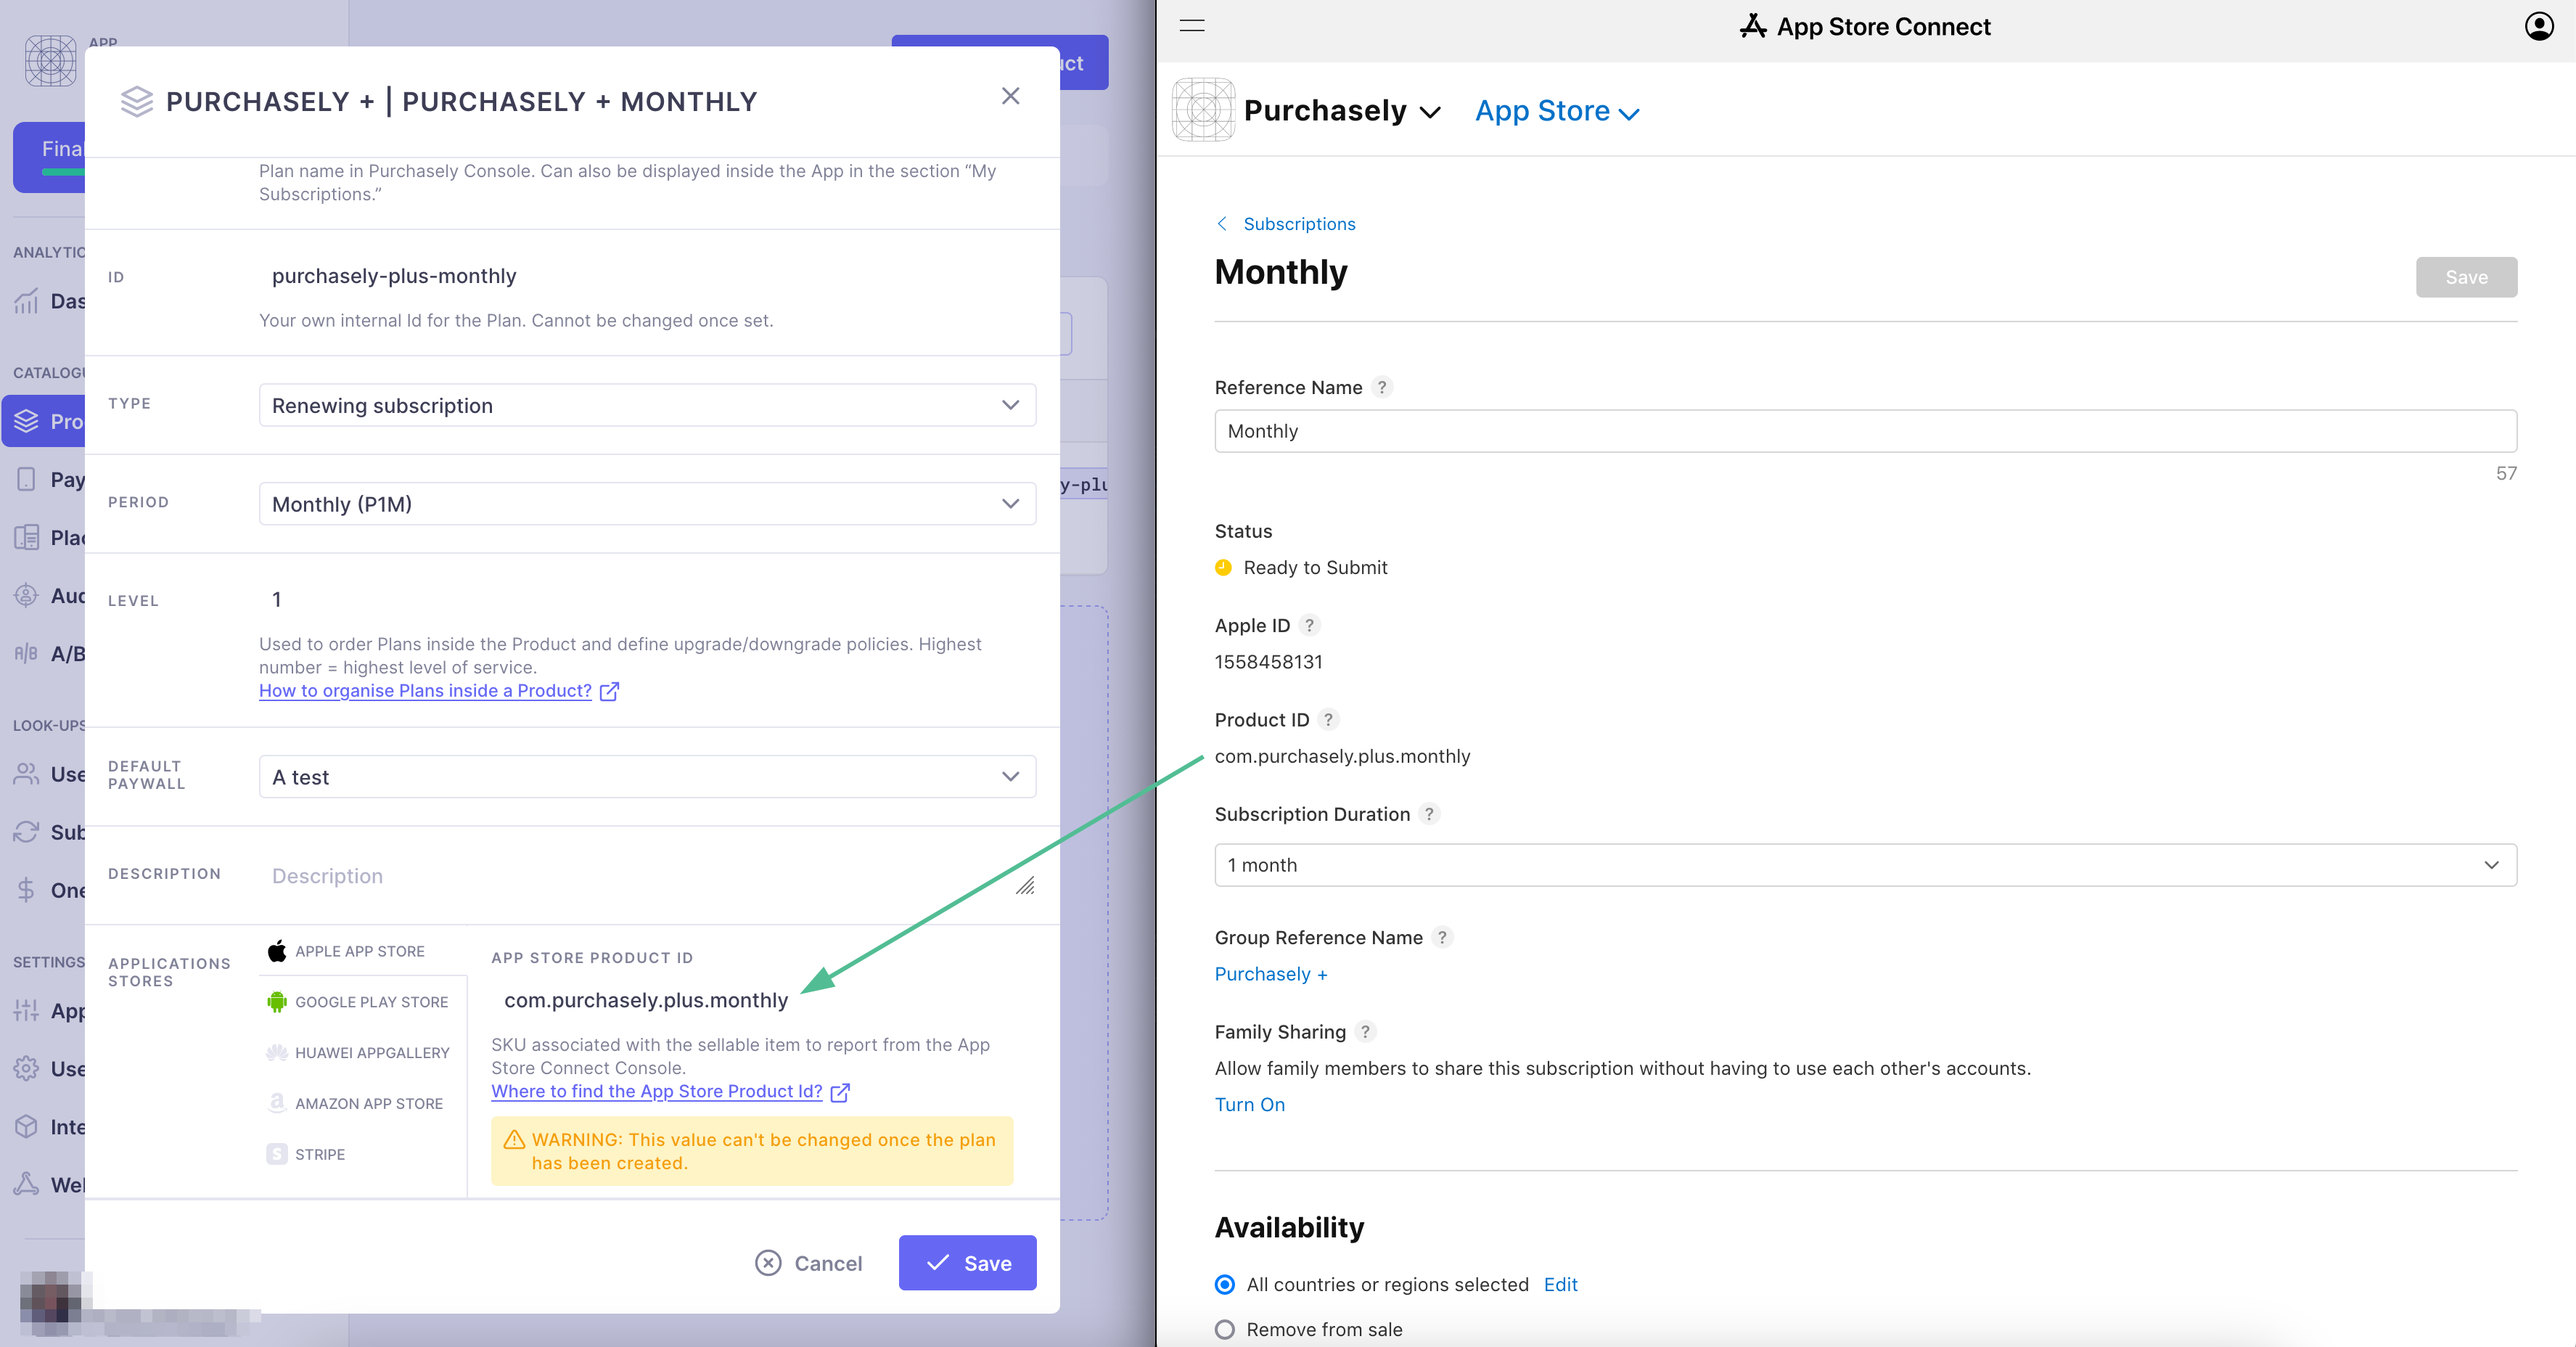 APP
uct
Final
ANALYTIC
Das
CATALOGU
Pro
Pay
Plac
Aud
A/B
A/B
LOOK-UPS
Use
Sub
One
SETTINGS
App
Use
Inte
Wel
y-plu
PURCHASELY + | PURCHASELY + MONTHLY
Plan name in Purchasely Console. Can also be displayed inside the App in the section “My
Subscriptions.”
ID
purchasely-plus-monthly
Your own internal Id for the Plan. Cannot be changed once set.
TYPE
Renewing subscription
PERIOD
Monthly (P1M)
LEVEL
1
Used to order Plans inside the Product and define upgrade/downgrade policies. Highest
number = highest level of service.
How to organise Plans inside a Product?
DEFAULT
PAYWALL
A test
DESCRIPTION
Description
APPLICATIONS
STORES
APPLE APP STORE
GOOGLE PLAY STORE
HUAWEI APPGALLERY
AMAZON APP STORE
STRIPE
APP STORE PRODUCT ID
com.purchasely.plus.monthly
SKU associated with the sellable item to report from the App
Store Connect Console.
Where to find the App Store Product Id?
WARNING: This value can't be changed once the plan
has been created.
Cancel
Save
App Store Connect
Purchasely
App Store
Subscriptions
Monthly
Save
Reference Name ?
Monthly
57
Status
Ready to Submit
Apple ID ?
1558458131
Product ID ?
com.purchasely.plus.monthly
Subscription Duration ?
1 month
Group Reference Name ?
Purchasely +
Family Sharing ?
Allow family members to share this subscription without having to use each other's accounts.
Turn On
Availability
All countries or regions selected Edit
Remove from sale